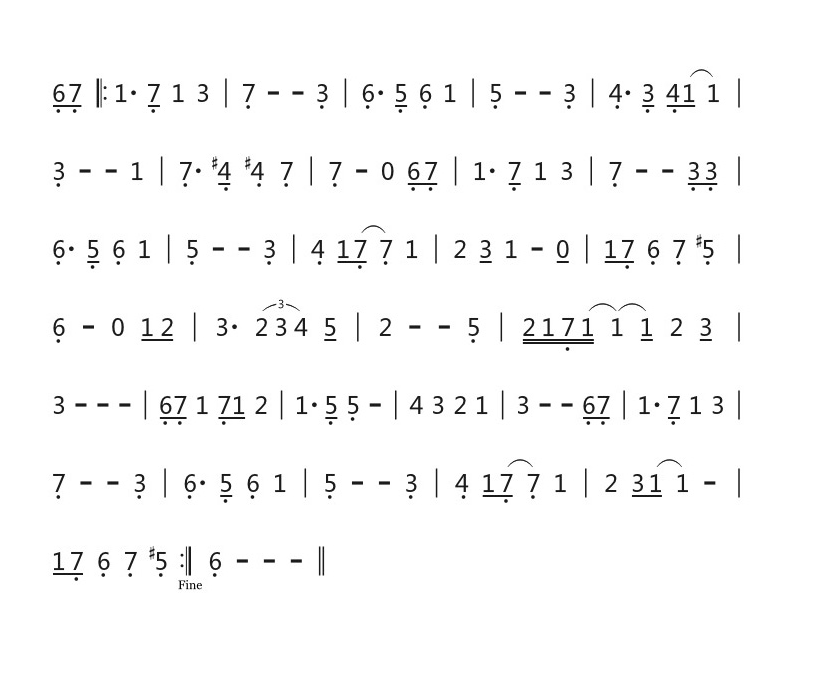 67 ‖: 1· 7 1 3 | 7 – – 3 | 6· 5 6 1 | 5 – – 3 | 4· 3 41 1 |
3 – – 1 | 7· #4 #4 7 | 7 – 0 67 | 1· 7 1 3 | 7 – – 33 |
6· 5 6 1 | 5 – – 3 | 4 17 7 1 | 2 3 1 – 0 | 17 6 7 #5 |
6 – 0 12 | 3· 3 234 5 | 2 – – 5 | 2171 1 1 2 3 |
3 – – – | 67 1 71 2 | 1· 5 5 – | 4 3 2 1 | 3 – – 67 | 1· 7 1 3 |
7 – – 3 | 6· 5 6 1 | 5 – – 3 | 4 17 7 1 | 2 31 1 – |
17 6 7 #5 :‖ 6 – – – ‖
Fine